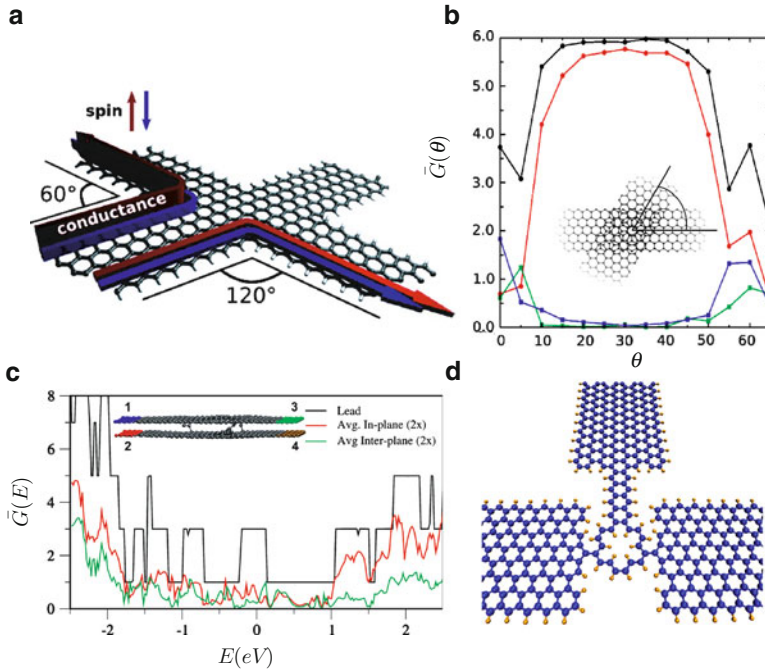 a
spin
60°
conductance
120°
b
6.0
5.0
4.0
3.0
2.0
1.0
0.0
Ḡ(θ)
0 10 20 30 40 50 60
θ
c
8
6
4
2
0
Ḡ(E)
1 3
2 4
Lead
Avg. In-plane (2x)
Avg Inter-plane (2x)
-2 -1 0 1 2
E(eV)
d